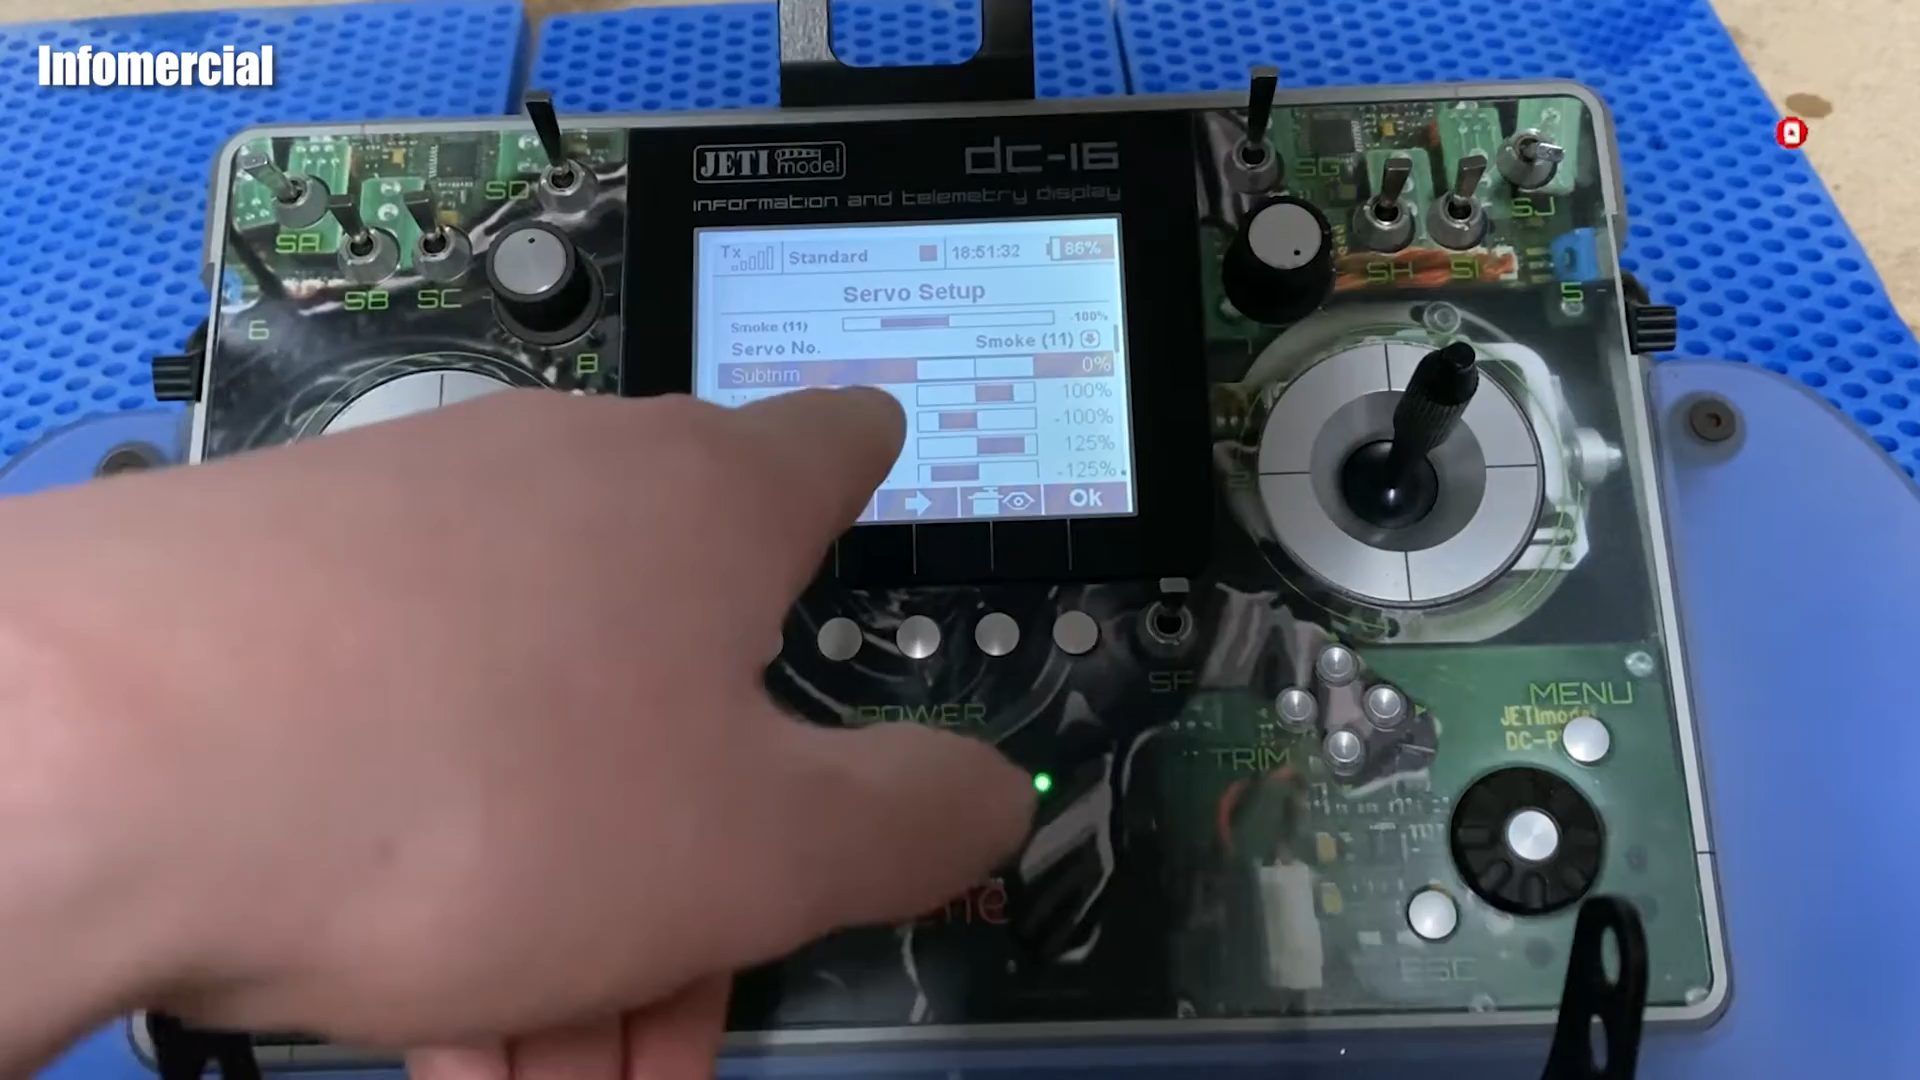 Infomercial
JETI model
dc-16
information and telemetry display
Tx
Standard
18:51:32
86%
Servo Setup
Smoke (11)
-100%
Servo No.
Smoke (11)
Subtrim
0%
100%
-100%
125%
-125%
Ok
SA
SB
SC
SD
SG
SH
SI
SJ
6
8
5
2
SF
POWER
TRIM
MENU
JETImodel
ESC